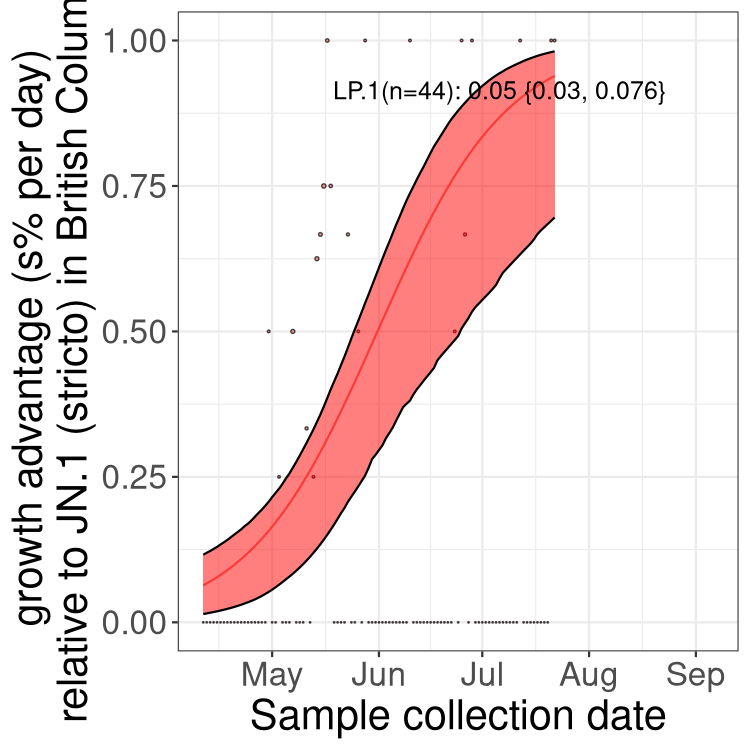 growth advantage (s% per day)
relative to JN.1 (stricto) in British Colum
1.00
0.75
0.50
0.25
0.00
LP.1(n=44): 0.05 {0.03, 0.076}
May Jun Jul Aug Sep
Sample collection date